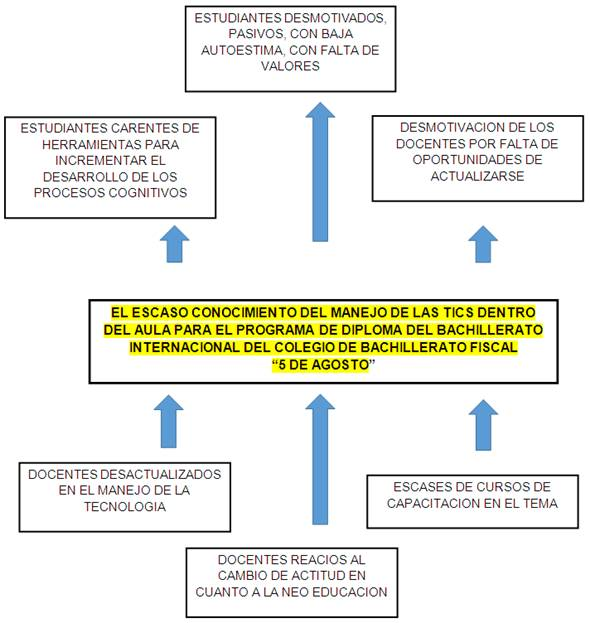 ESTUDIANTES DESMOTIVADOS,
PASIVOS, CON BAJA
AUTOESTIMA, CON FALTA DE
VALORES
ESTUDIANTES CARENTES DE
HERRAMIENTAS PARA
INCREMENTAR EL
DESARROLLO DE LOS
PROCESOS COGNITIVOS
DESMOTIVACION DE LOS
DOCENTES POR FALTA DE
OPORTUNIDADES DE
ACTUALIZARSE
EL ESCASO CONOCIMIENTO DEL MANEJO DE LAS TICS DENTRO
DEL AULA PARA EL PROGRAMA DE DIPLOMA DEL BACHILLERATO
INTERNACIONAL DEL COLEGIO DE BACHILLERATO FISCAL
“5 DE AGOSTO”
DOCENTES DESACTUALIZADOS
EN EL MANEJO DE LA
TECNOLOGIA
ESCASES DE CURSOS DE
CAPACITACION EN EL TEMA
DOCENTES REACIOS AL
CAMBIO DE ACTITUD EN
CUANTO A LA NEO EDUCACION